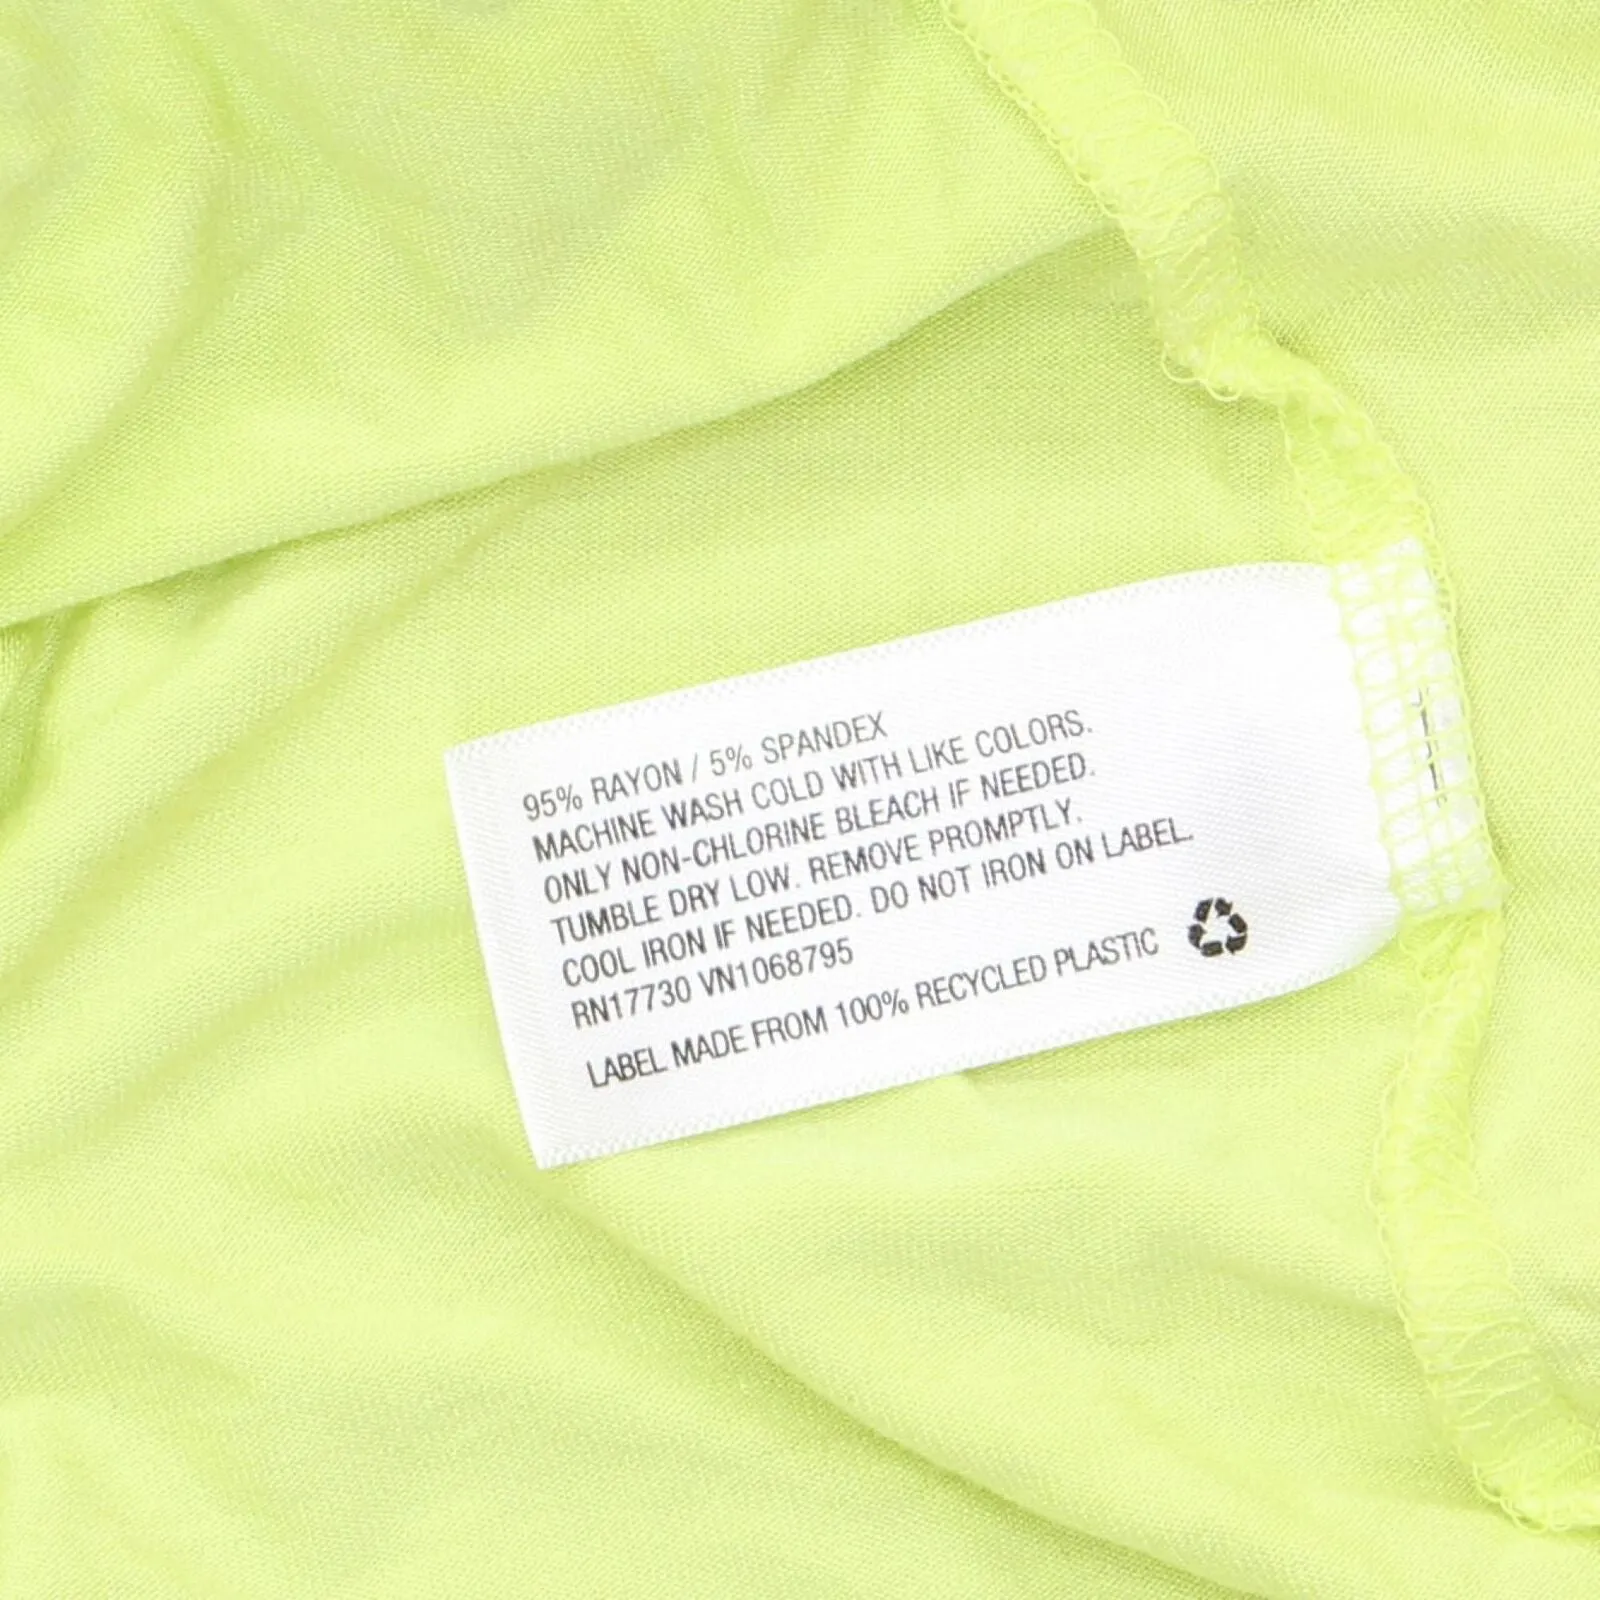 95% RAYON / 5% SPANDEX
MACHINE WASH COLD WITH LIKE COLORS.
ONLY NON-CHLORINE BLEACH IF NEEDED.
TUMBLE DRY LOW. REMOVE PROMPTLY.
COOL IRON IF NEEDED. DO NOT IRON ON LABEL.
RN17730 VN1068795
LABEL MADE FROM 100% RECYCLED PLASTIC